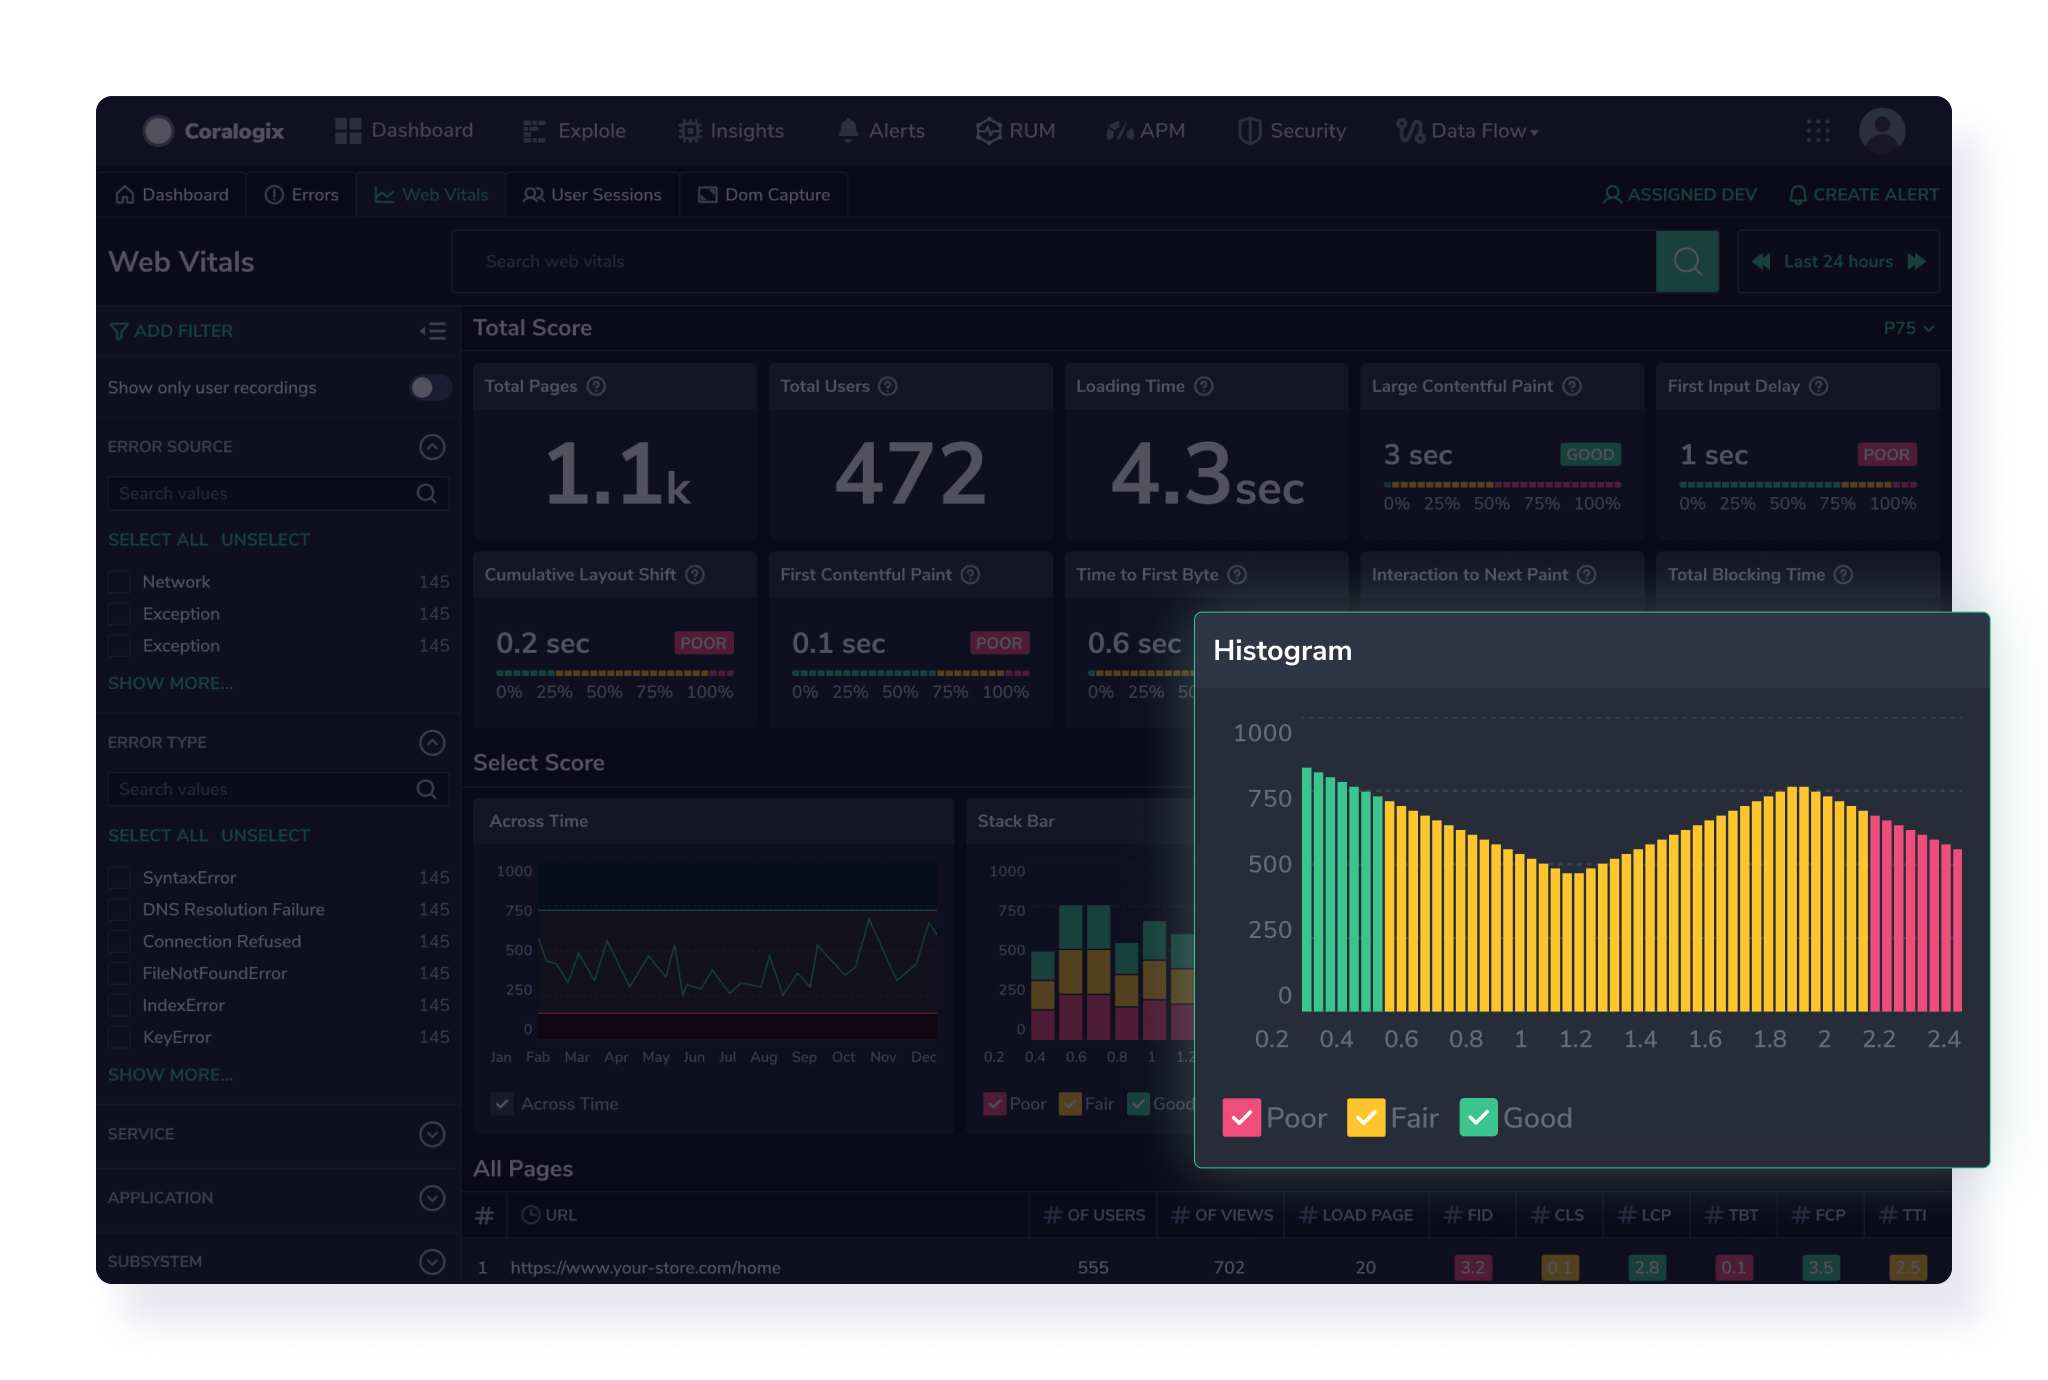 Coralogix Dashboard Explole Insights Alerts RUM APM Security Data Flow
Dashboard Errors Web Vitals User Sessions Dom Capture ASSIGNED DEV CREATE ALERT
Web Vitals
Search web vitals
Last 24 hours
ADD FILTER
Show only user recordings
ERROR SOURCE
Search values
SELECT ALL UNSELECT
Network 145
Exception 145
Exception 145
SHOW MORE...
ERROR TYPE
Search values
SELECT ALL UNSELECT
SyntaxError 145
DNS Resolution Failure 145
Connection Refused 145
FileNotFoundError 145
IndexError 145
KeyError 145
SHOW MORE...
SERVICE
APPLICATION
SUBSYSTEM
Total Score
P75
Total Pages ?
1.1k
Total Users ?
472
Loading Time ?
4.3sec
Large Contentful Paint ?
3 sec GOOD
0% 25% 50% 75% 100%
First Input Delay ?
1 sec POOR
0% 25% 50% 75% 100%
Cumulative Layout Shift ?
0.2 sec POOR
0% 25% 50% 75% 100%
First Contentful Paint ?
0.1 sec POOR
0% 25% 50% 75% 100%
Time to First Byte ?
0.6 sec
0% 25%
Interaction to Next Paint ?
Total Blocking Time ?
Select Score
Across Time
1000
750
500
250
0
Jan Fab Mar Apr May Jun Jul Aug Sep Oct Nov Dec
Across Time
Stack Bar
1000
750
500
250
0
0.2 0.4 0.6 0.8 1 1.2
Poor Fair Good
Histogram
1000
750
500
250
0
0.2 0.4 0.6 0.8 1 1.2 1.4 1.6 1.8 2 2.2 2.4
Poor Fair Good
All Pages
# URL # OF USERS # OF VIEWS # LOAD PAGE # FID # CLS # LCP # TBT # FCP # TTI
1 https://www.your-store.com/home 555 702 20 3.2 0.1 2.8 0.1 3.5 2.5